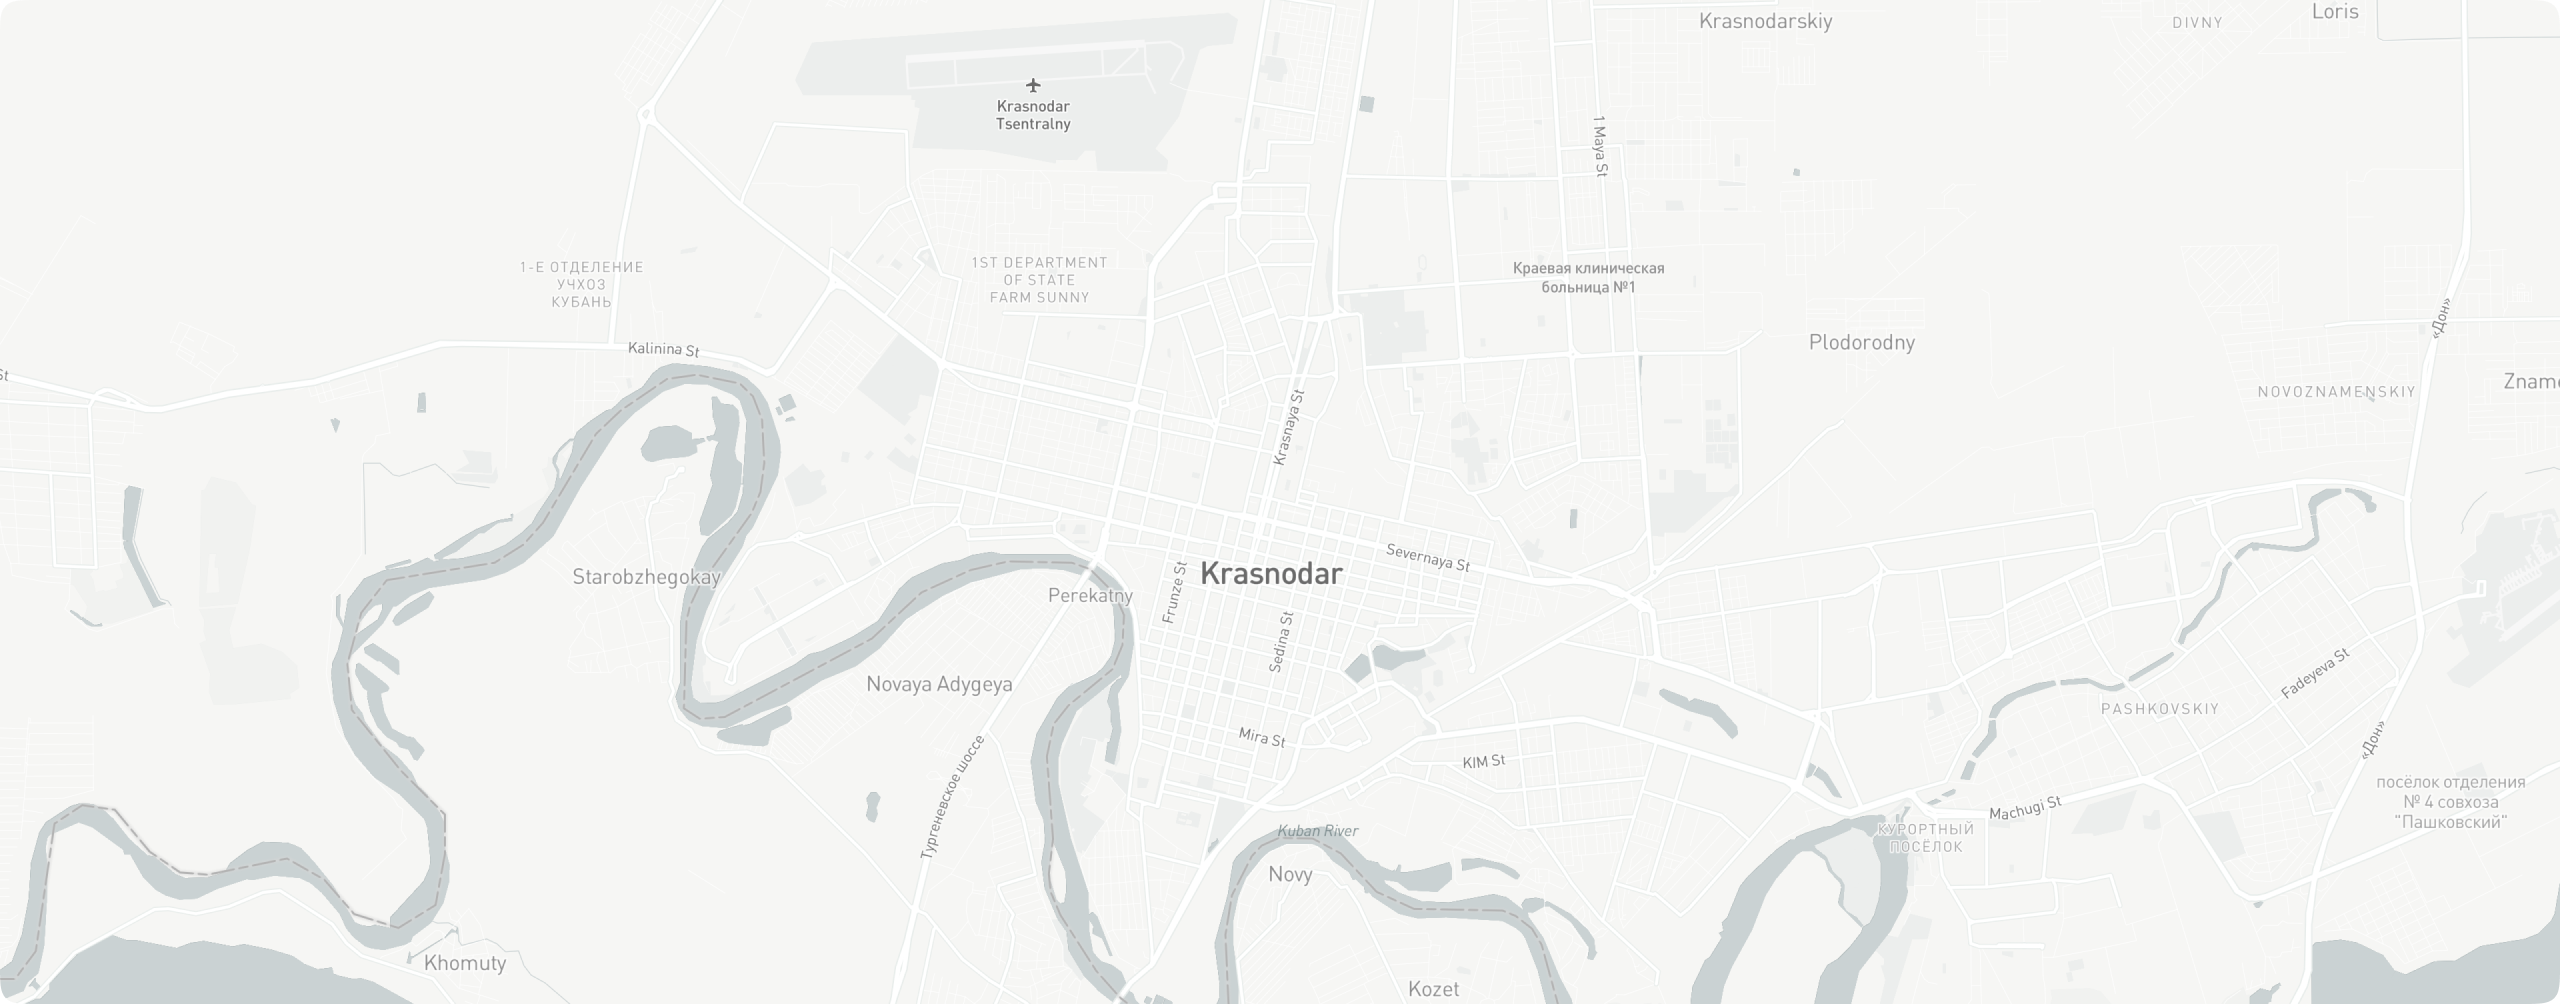 Loris
Krasnodarskiy
DIVNY
Krasnodar
Tsentralny
1 Maya St
1-Е ОТДЕЛЕНИЕ
УЧХОЗ
КУБАНЬ
1ST DEPARTMENT
OF STATE
FARM SUNNY
Краевая клиническая
больница №1
«Дон»
Plodorodny
Kalinina St
St
Zname
NOVOZNAMENSKIY
Krasnaya St
Severnaya St
Krasnodar
Starobzhegokay
Perekatny
Frunze St
Sedina St
Novaya Adygeya
Fadeyeva St
PASHKOVSKIY
Mira St
«Дон»
KIM St
Тургеневское шоссе
посёлок отделения
№ 4 совхоза
"Пашковский"
Machugi St
Kuban River
КУРОРТНЫЙ
ПОСЁЛОК
Novy
Khomuty
Kozet